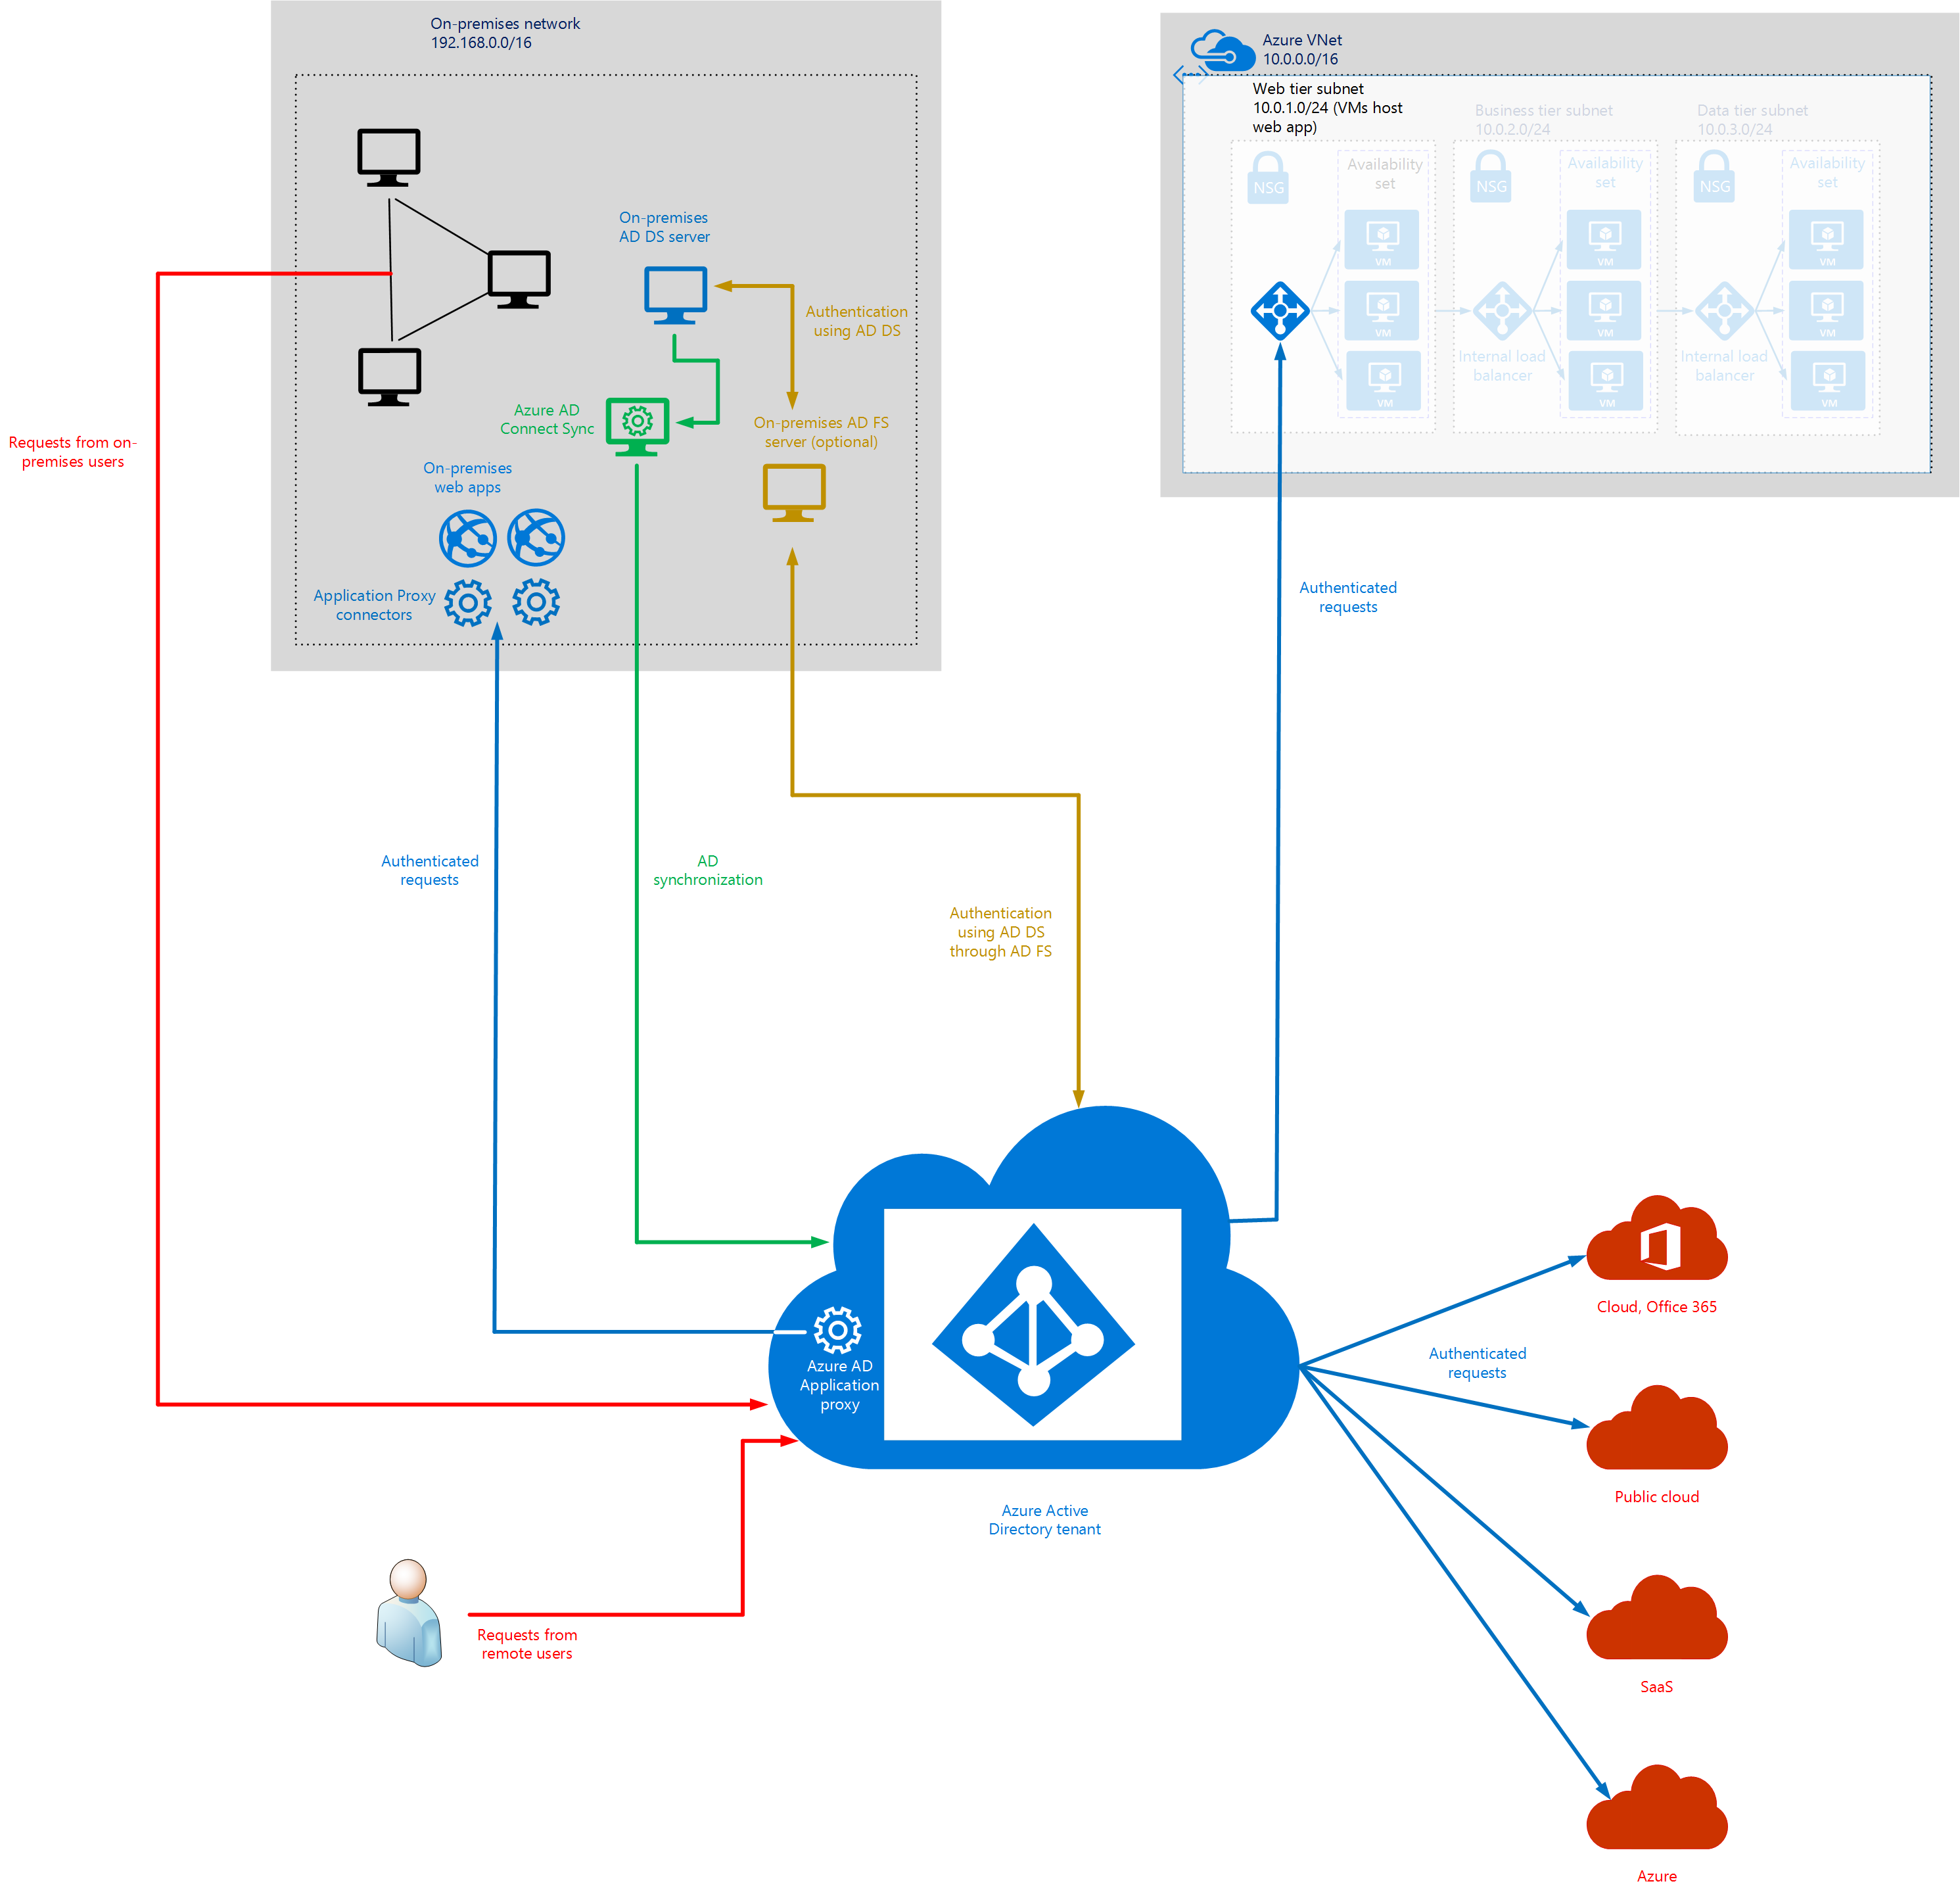 On-premises network
192.168.0.0/16
On-premises
AD DS server
Authentication
using AD DS
Azure AD
Connect Sync
On-premises AD FS
server (optional)
On-premises
web apps
Application Proxy
connectors
Requests from on-
premises users
Azure VNet
10.0.0.0/16
Web tier subnet
10.0.1.0/24 (VMs host
web app)
NSG
Availability
set
VM
VM
VM
Business tier subnet
10.0.2.0/24
NSG
Availability
set
Internal load
balancer
VM
VM
VM
Data tier subnet
10.0.3.0/24
NSG
Availability
set
Internal load
balancer
VM
VM
VM
Authenticated
requests
Authenticated
requests
AD
synchronization
Authentication
using AD DS
through AD FS
Azure AD
Application
proxy
Azure Active
Directory tenant
Requests from
remote users
Authenticated
requests
Cloud, Office 365
Public cloud
SaaS
Azure